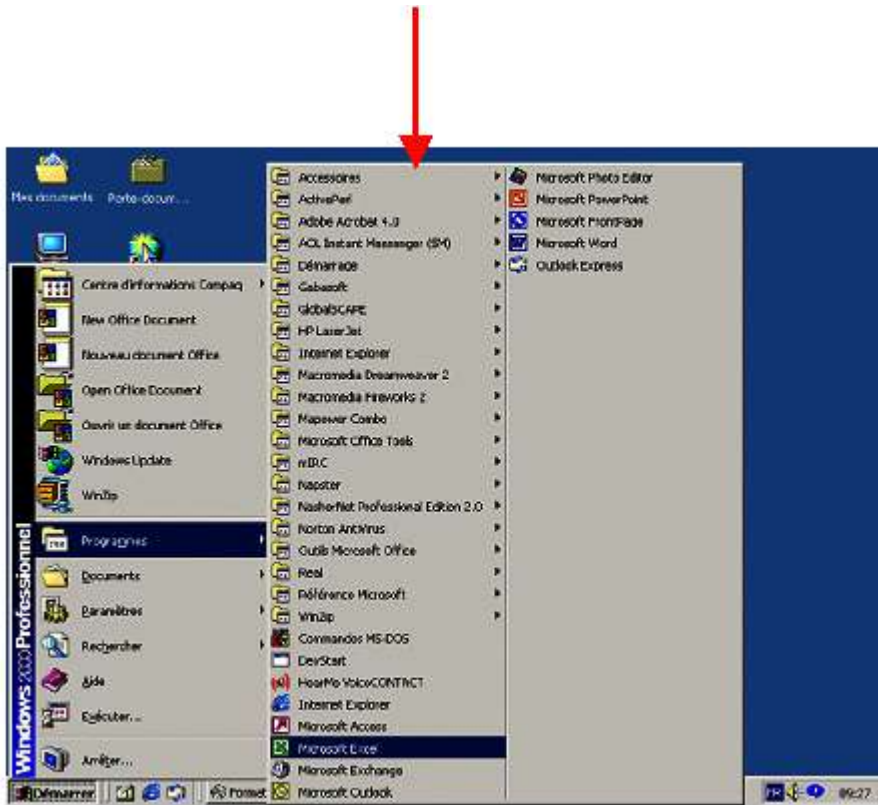 Mes documents
Porte-docum...
Centre d'informations Compaq
New Office Document
Nouveau document Office
Open Office Document
Ouvrir un document Office
Windows Update
WinZip
Programmes
Documents
Paramètres
Rechercher
Aide
Exécuter...
Arrêter...
Windows 2000 Professionnel
Accessoires
ActivePerl
Adobe Acrobat 4.0
AOL Instant Messenger (SM)
Démarrage
Gabasoft
GlobalSCAPE
HP LaserJet
Internet Explorer
Macromedia Dreamweaver 2
Macromedia Fireworks 2
Mapower Combo
Microsoft Office Tools
mIRC
Napster
NasherNet Professional Edition 2.0
Norton AntiVirus
Outils Microsoft Office
Real
Référence Microsoft
WinZip
Commandes MS-DOS
DevStart
HearMe VoiceCONTACT
Internet Explorer
Microsoft Access
Microsoft Excel
Microsoft Exchange
Microsoft Outlook
Microsoft Photo Editor
Microsoft PowerPoint
Microsoft FrontPage
Microsoft Word
Outlook Express
Démarrer
Format
FR
09:27